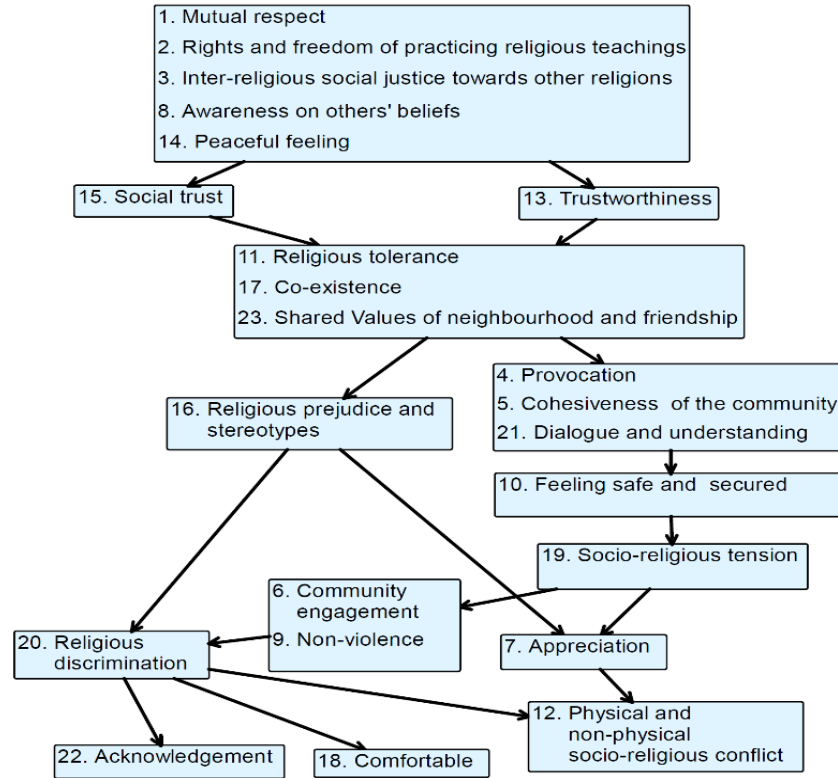 1. Mutual respect
2. Rights and freedom of practicing religious teachings
3. Inter-religious social justice towards other religions
8. Awareness on others' beliefs
14. Peaceful feeling
15. Social trust
13. Trustworthiness
11. Religious tolerance
17. Co-existence
23. Shared Values of neighbourhood and friendship
16. Religious prejudice and
stereotypes
4. Provocation
5. Cohesiveness of the community
21. Dialogue and understanding
10. Feeling safe and secured
19. Socio-religious tension
6. Community
engagement
9. Non-violence
20. Religious
discrimination
7. Appreciation
12. Physical and
non-physical
socio-religious conflict
22. Acknowledgement
18. Comfortable